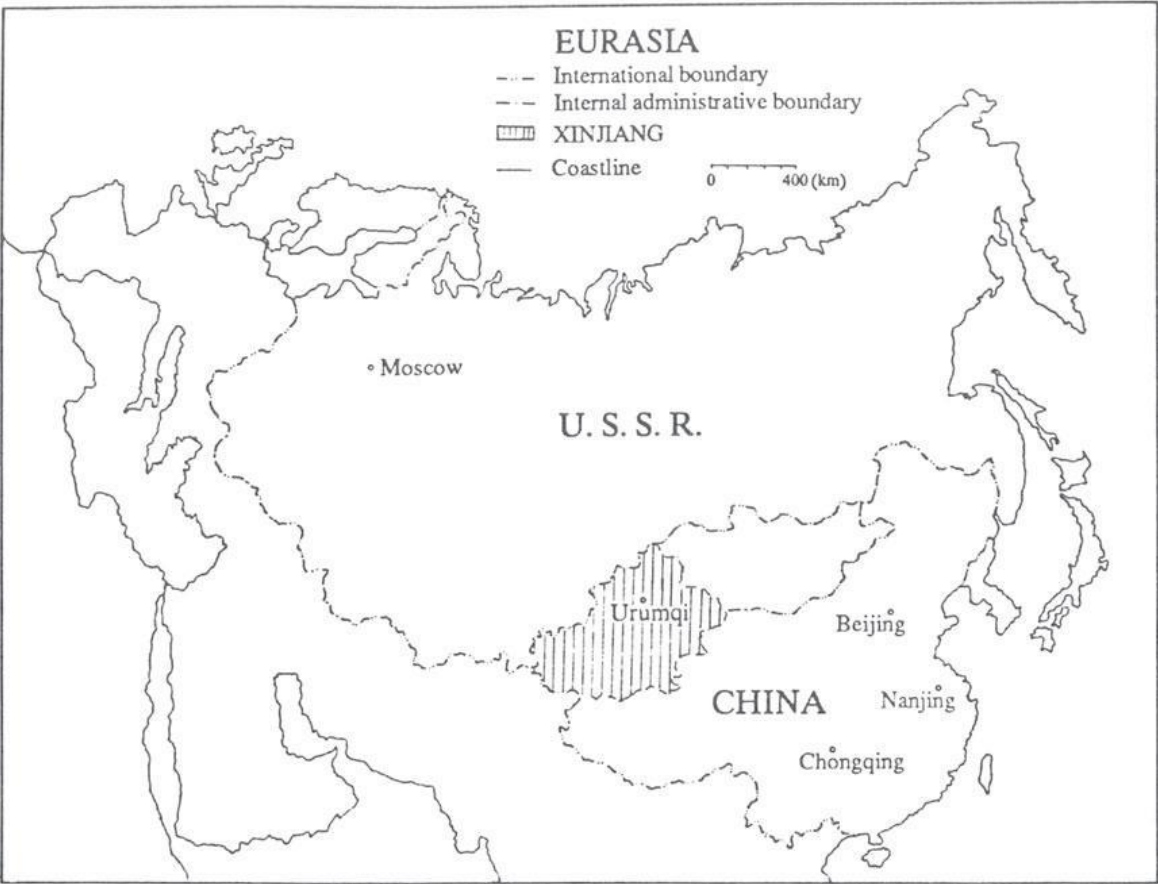 EURASIA
International boundary
Internal administrative boundary
XINJIANG
Coastline
0 400 (km)
Moscow
U. S. S. R.
Urumqi
Beijing
CHINA
Nanjing
Chongqing